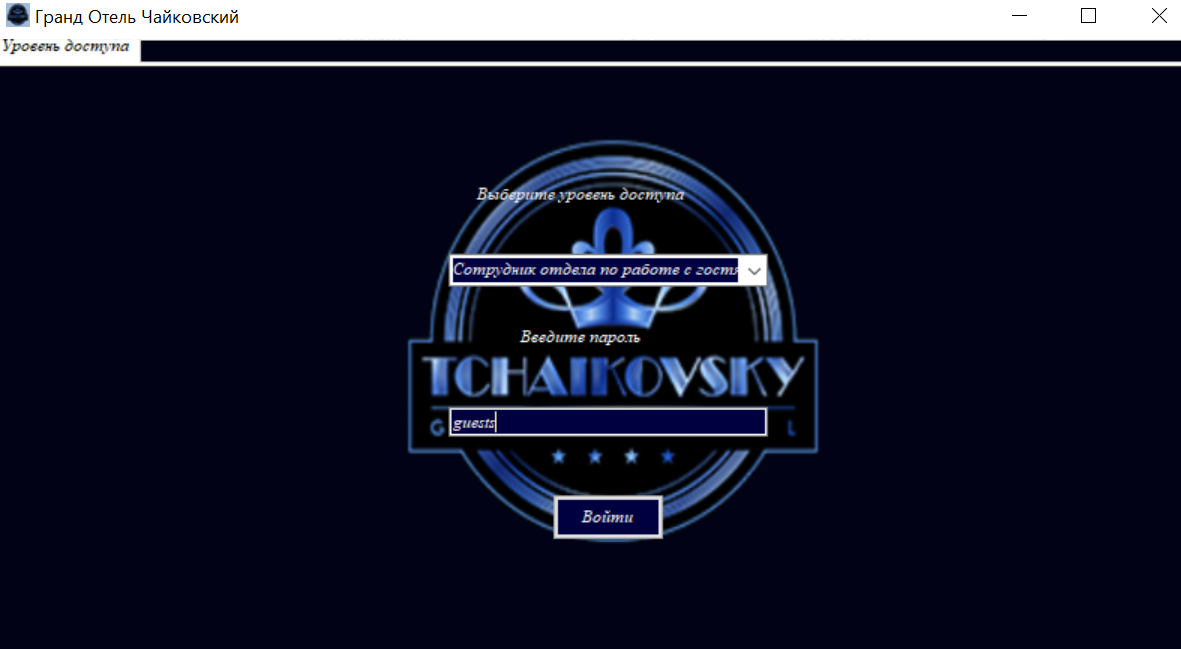 Гранд Отель Чайковский
Уровень доступа
Выберите уровень доступа
Сотрудник отдела по работе с гостя
Введите пароль
TCHAIKOVSKY
G L
guests
Войти